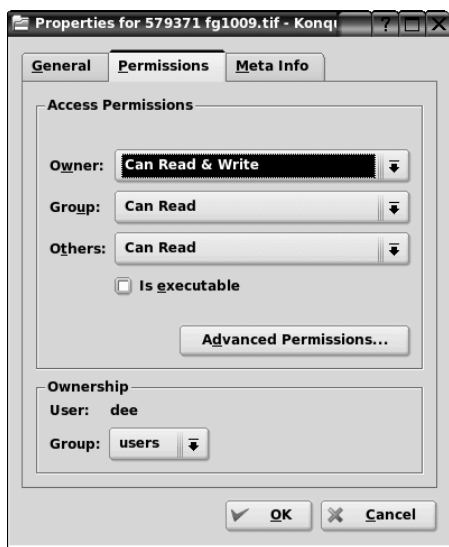 Properties for 579371 fg1009.tif - Konqu
General Permissions Meta Info
Access Permissions
Owner: Can Read & Write
Group: Can Read
Others: Can Read
Is executable
Advanced Permissions...
Ownership
User: dee
Group: users
OK Cancel